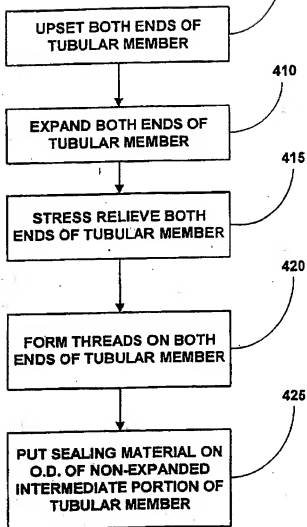 UPSET BOTH ENDS OF
TUBULAR MEMBER
410
EXPAND BOTH ENDS OF
TUBULAR MEMBER
415
STRESS RELIEVE BOTH
ENDS OF TUBULAR MEMBER
420
FORM THREADS ON BOTH
ENDS OF TUBULAR MEMBER
425
PUT SEALING MATERIAL ON
O.D. OF NON-EXPANDED
INTERMEDIATE PORTION OF
TUBULAR MEMBER